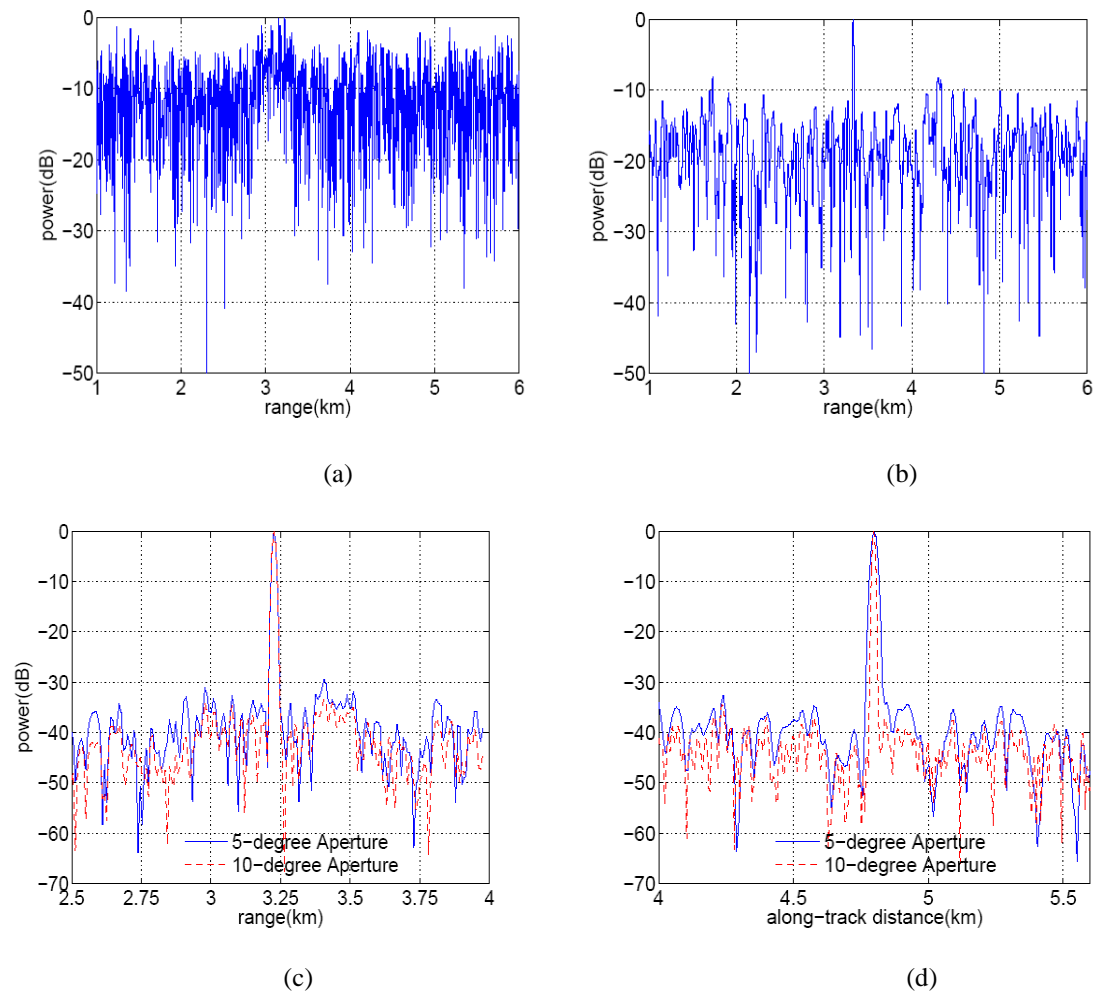 0
−10
−20
−30
−40
−50
power(dB)
1 2 3 4 5 6
range(km)
(a)
0
−10
−20
−30
−40
−50
power(dB)
1 2 3 4 5 6
range(km)
(b)
0
−10
−20
−30
−40
−50
−60
−70
power(dB)
5−degree Aperture
10−degree Aperture
2.5 2.75 3 3.25 3.5 3.75 4
range(km)
(c)
0
−10
−20
−30
−40
−50
−60
−70
5−degree Aperture
10−degree Aperture
4 4.5 5 5.5
along−track distance(km)
(d)